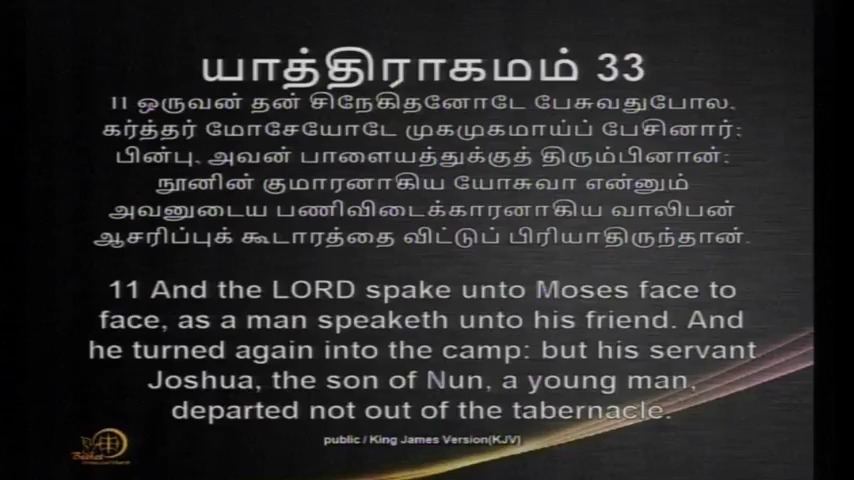 யாத்திராகமம் 33
11 ஒருவன் தன் சிநேகிதனோடே பேசுவதுபோல,
கர்த்தர் மோசேயோடே முகமுகமாய்ப் பேசினார்;
பின்பு, அவன் பாளையத்துக்குத் திரும்பினான்;
நூனின் குமாரனாகிய யோசுவா என்னும்
அவனுடைய பணிவிடைக்காரனாகிய வாலிபன்
ஆசரிப்புக் கூடாரத்தை விட்டுப் பிரியாதிருந்தான்.
11 And the LORD spake unto Moses face to
face, as a man speaketh unto his friend. And
he turned again into the camp: but his servant
Joshua, the son of Nun, a young man,
departed not out of the tabernacle.
public / King James Version(KJV)